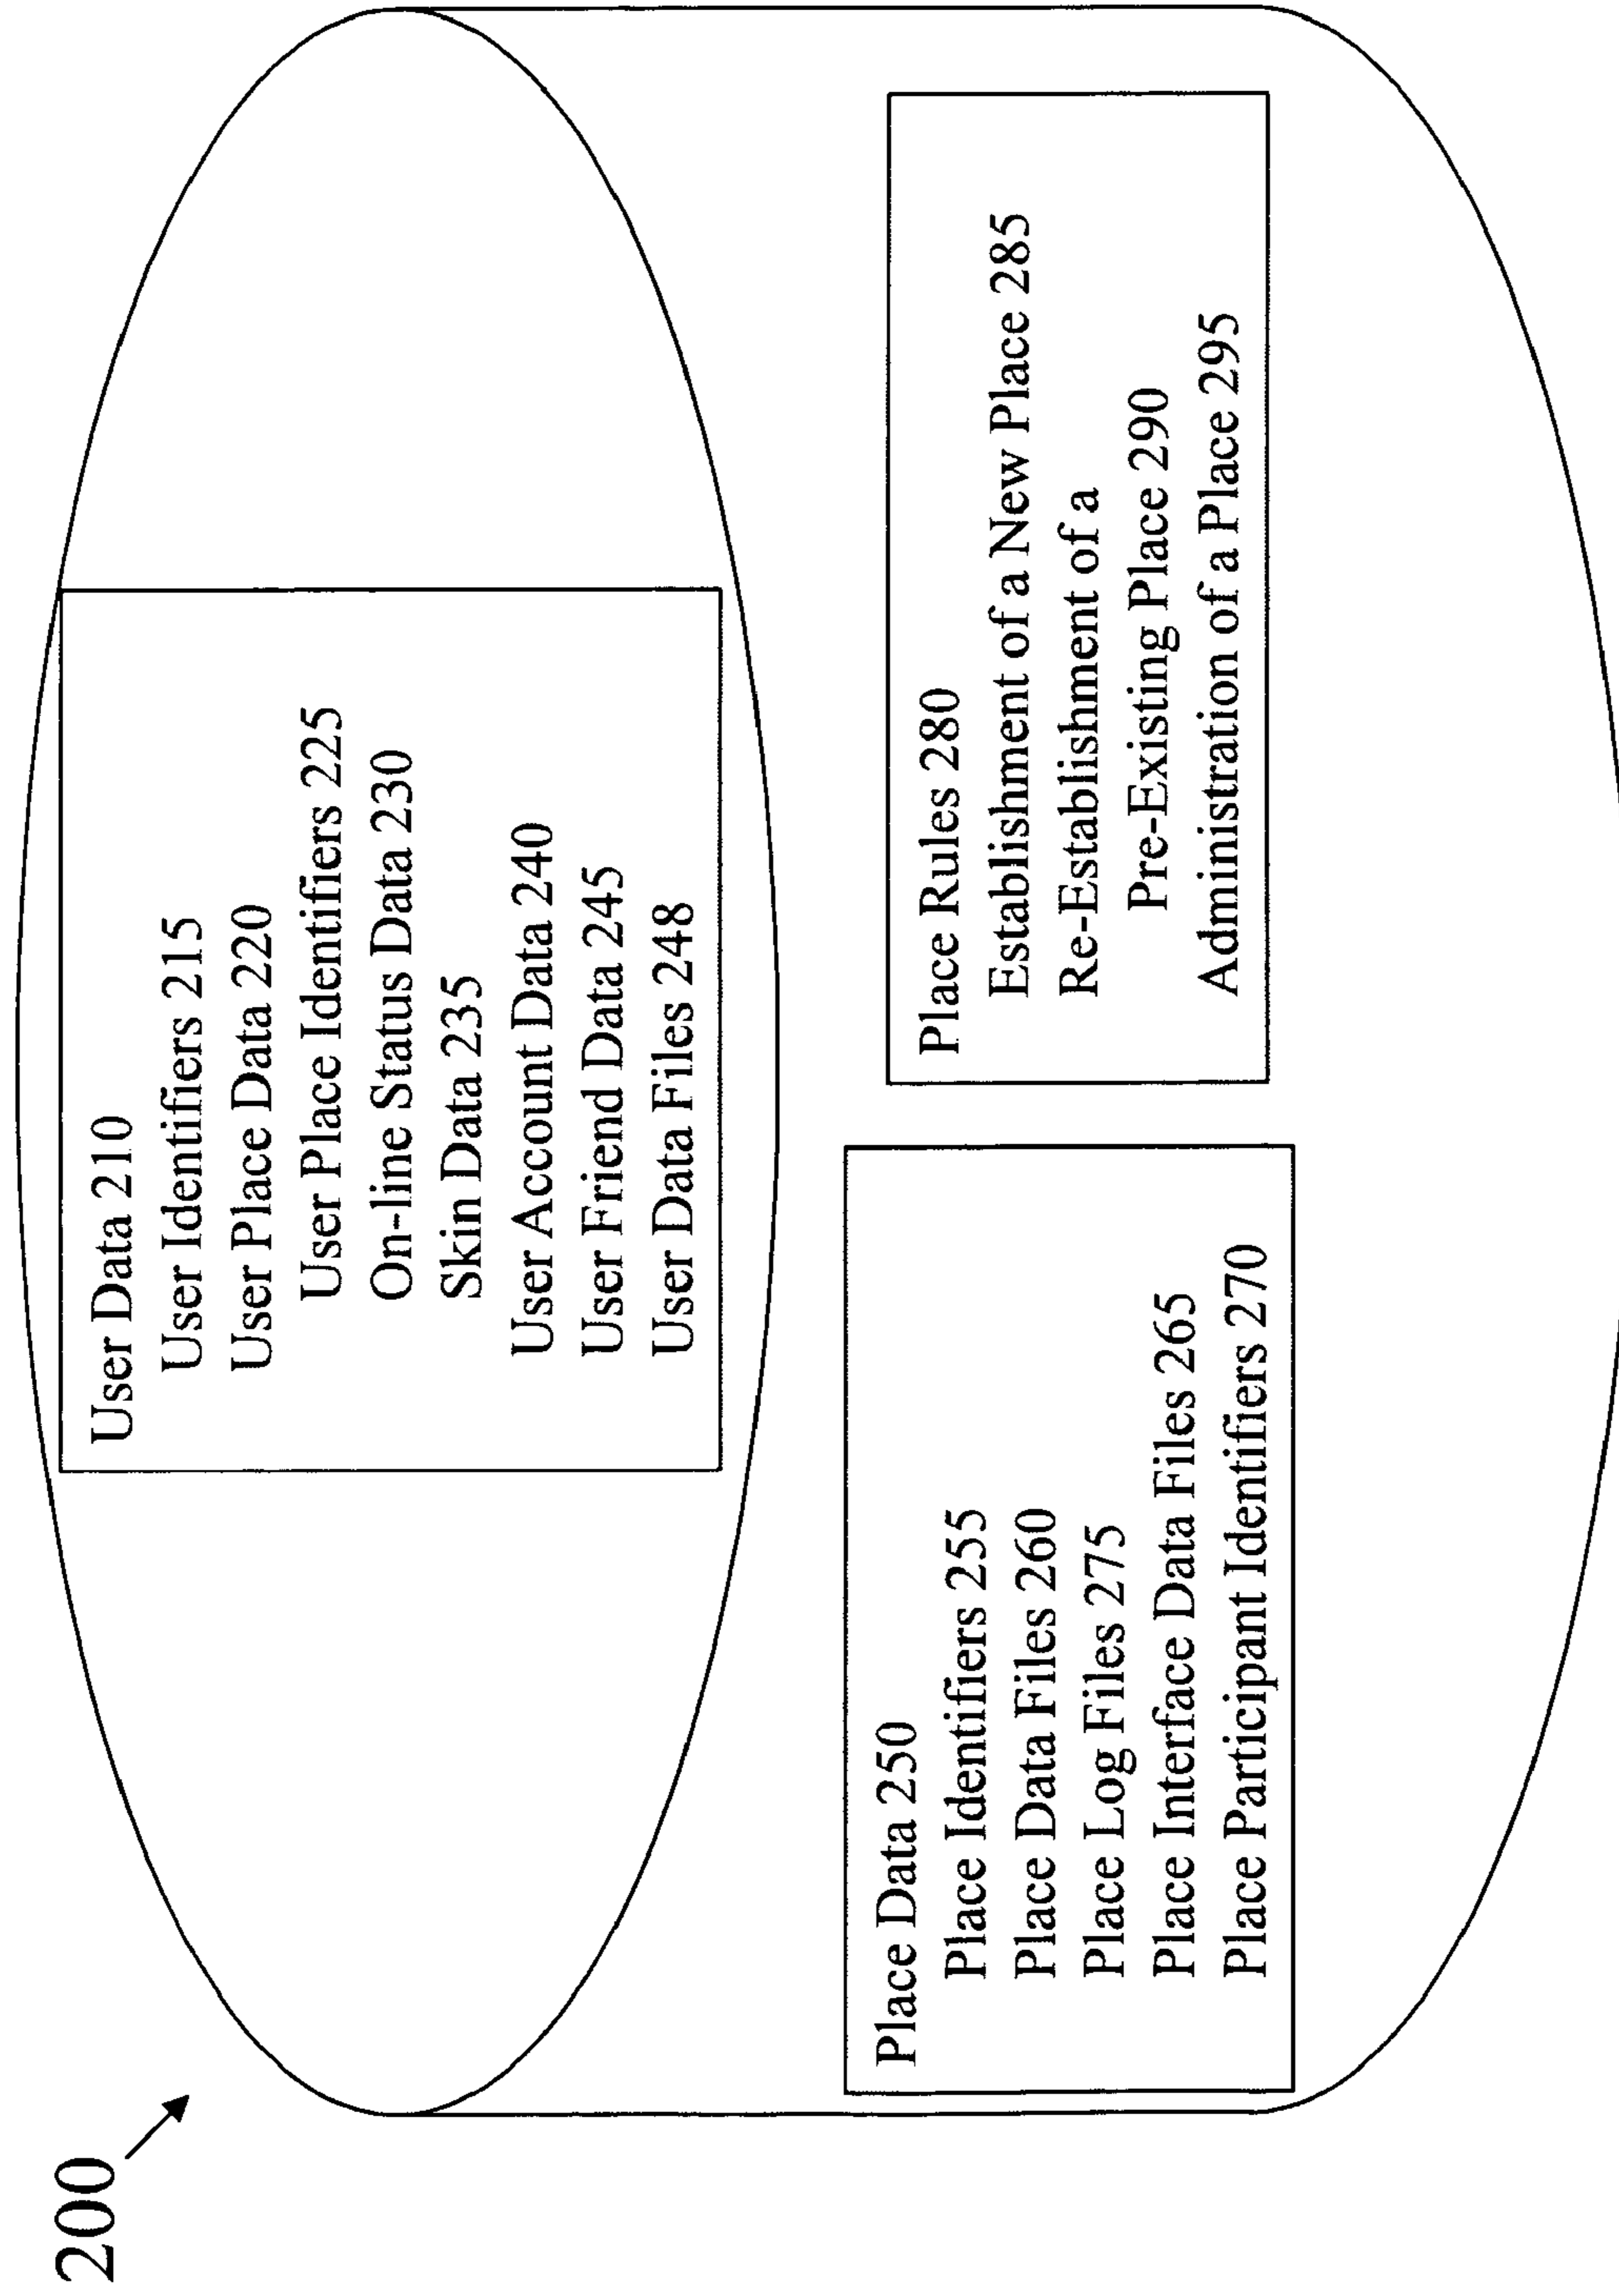 200
User Data 210
User Identifiers 215
User Place Data 220
User Place Identifiers 225
On-line Status Data 230
Skin Data 235
User Account Data 240
User Friend Data 245
User Data Files 248
Place Data 250
Place Identifiers 255
Place Data Files 260
Place Log Files 275
Place Interface Data Files 265
Place Participant Identifiers 270
Place Rules 280
Establishment of a New Place 285
Re-Establishment of a
Pre-Existing Place 290
Administration of a Place 295